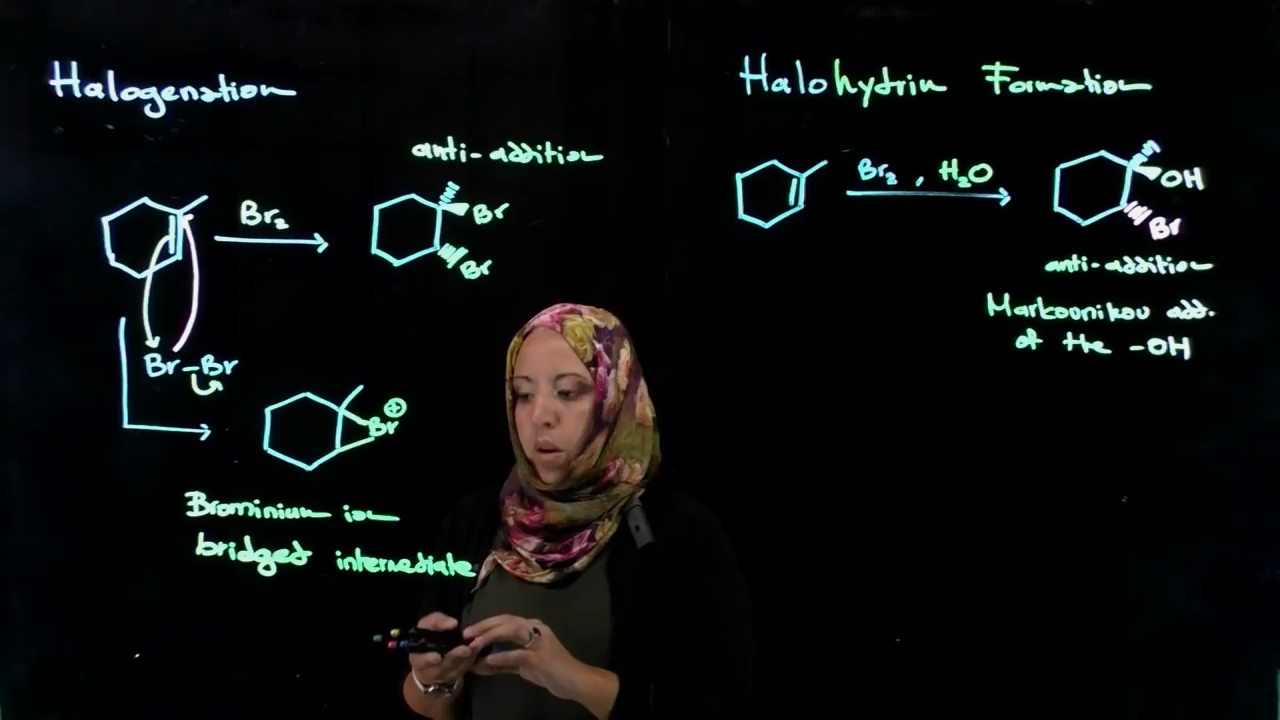 Halogenation
anti-addition
Br₂
Br
Br
Br-Br
Br⊕
Brominium ion
bridged intermediate
Halohydrin Formation
Br₂, H₂O
OH
Br
anti-addition
Markovnikov add.
of the -OH